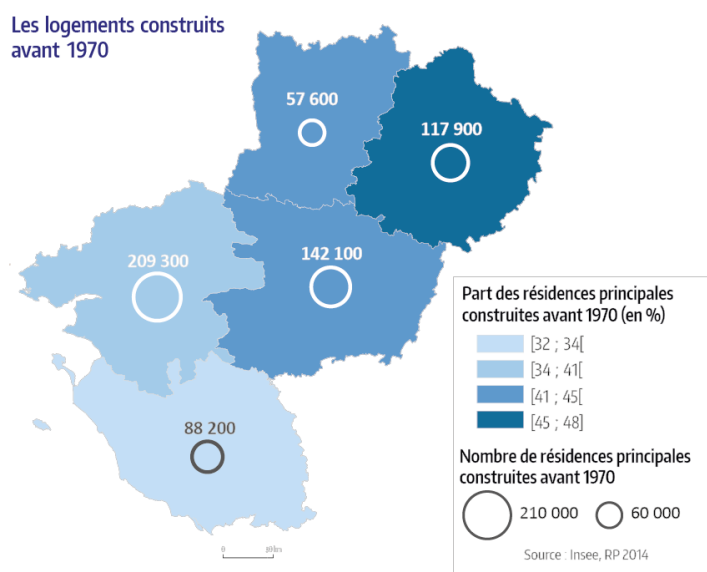 Les logements construits
avant 1970
57 600
117 900
209 300
142 100
88 200
Part des résidences principales
construites avant 1970 (en %)
[32 ; 34[
[34 ; 41[
[41 ; 45[
[45 ; 48]
Nombre de résidences principales
construites avant 1970
210 000
60 000
Source : Insee, RP 2014
0